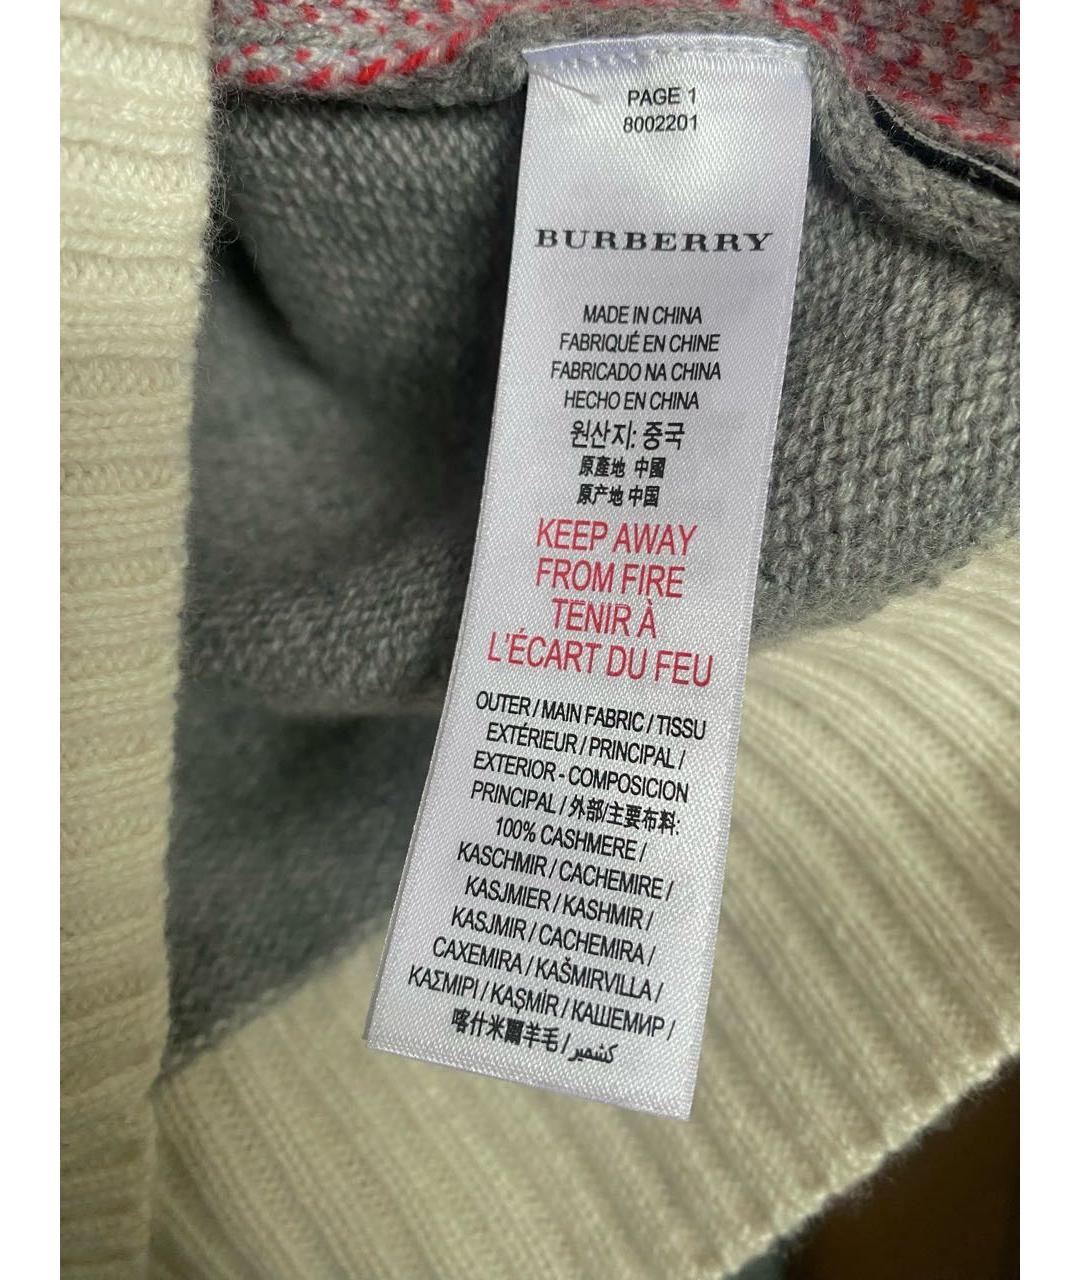 PAGE 1
8002201
BURBERRY
MADE IN CHINA
FABRIQUÉ EN CHINE
FABRICADO NA CHINA
HECHO EN CHINA
원산지: 중국
原產地 中國
原产地 中国
KEEP AWAY
FROM FIRE
TENIR À
L'ÉCART DU FEU
OUTER / MAIN FABRIC / TISSU
EXTÉRIEUR / PRINCIPAL /
EXTERIOR - COMPOSICION
PRINCIPAL / 外部/主要布料:
100% CASHMERE /
KASCHMIR / CACHEMIRE /
KASJMIER / KASHMIR /
KASJMIR / CACHEMIRA /
CAXEMIRA / KAŠMIRVILLA /
ΚΑΣΜΙΡΙ / KAŞMİR / КАШЕМИР /
喀什米爾羊毛 / كشمير